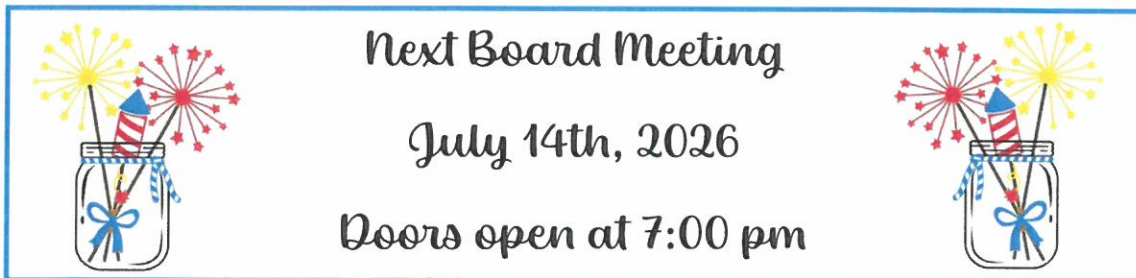 Next Board Meeting
July 14th, 2026
Doors open at 7:00 pm